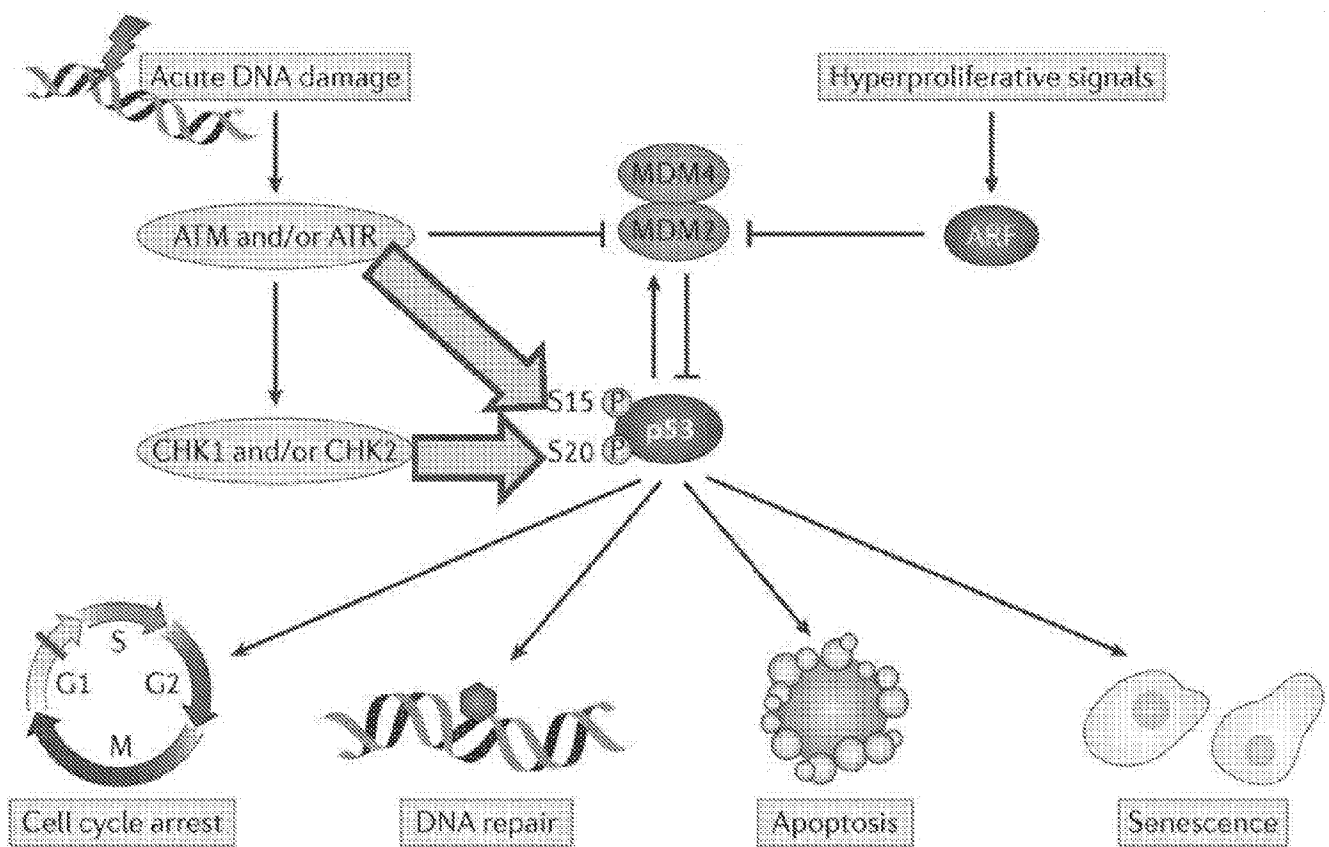 Acute DNA damage
Hyperproliferative signals
MDM4
ATM and/or ATR
MDM2
ARF
S15 P
p53
CHK1 and/or CHK2
S20 P
S
G1
G2
M
Cell cycle arrest
DNA repair
Apoptosis
Senescence